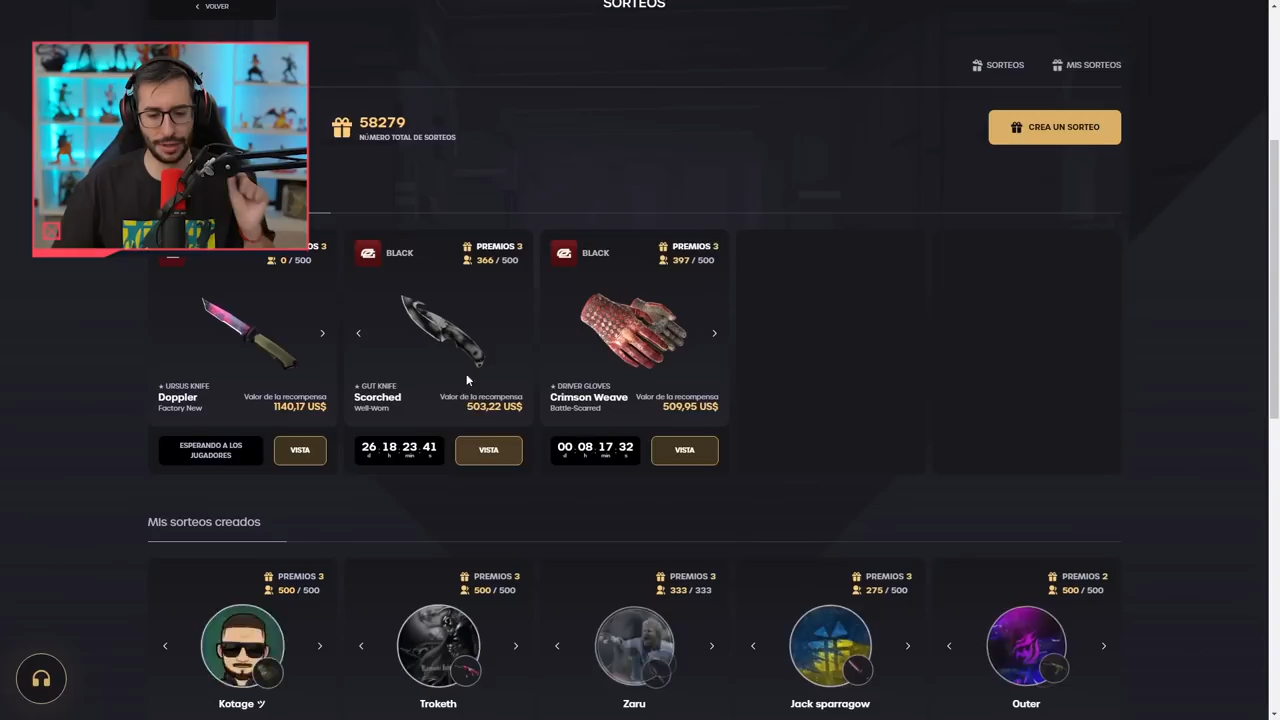 VOLVER
SORTEOS
SORTEOS
MIS SORTEOS
58279
NÚMERO TOTAL DE SORTEOS
CREA UN SORTEO
3
0 / 500
BLACK
PREMIOS 3
366 / 500
BLACK
PREMIOS 3
397 / 500
★ URSUS KNIFE
Doppler
Factory New
Valor de la recompensa
1140,17 US$
★ GUT KNIFE
Scorched
Well-Worn
Valor de la recompensa
503,22 US$
★ DRIVER GLOVES
Crimson Weave
Battle-Scarred
Valor de la recompensa
509,95 US$
ESPERANDO A LOS
JUGADORES
VISTA
26 : 18 : 23 : 41
d h min s
VISTA
00 : 08 : 17 : 32
d h min s
VISTA
Mis sorteos creados
PREMIOS 3
500 / 500
PREMIOS 3
500 / 500
PREMIOS 3
333 / 333
PREMIOS 3
275 / 500
PREMIOS 2
500 / 500
Kotage ツ
Troketh
Zaru
Jack sparragow
Outer